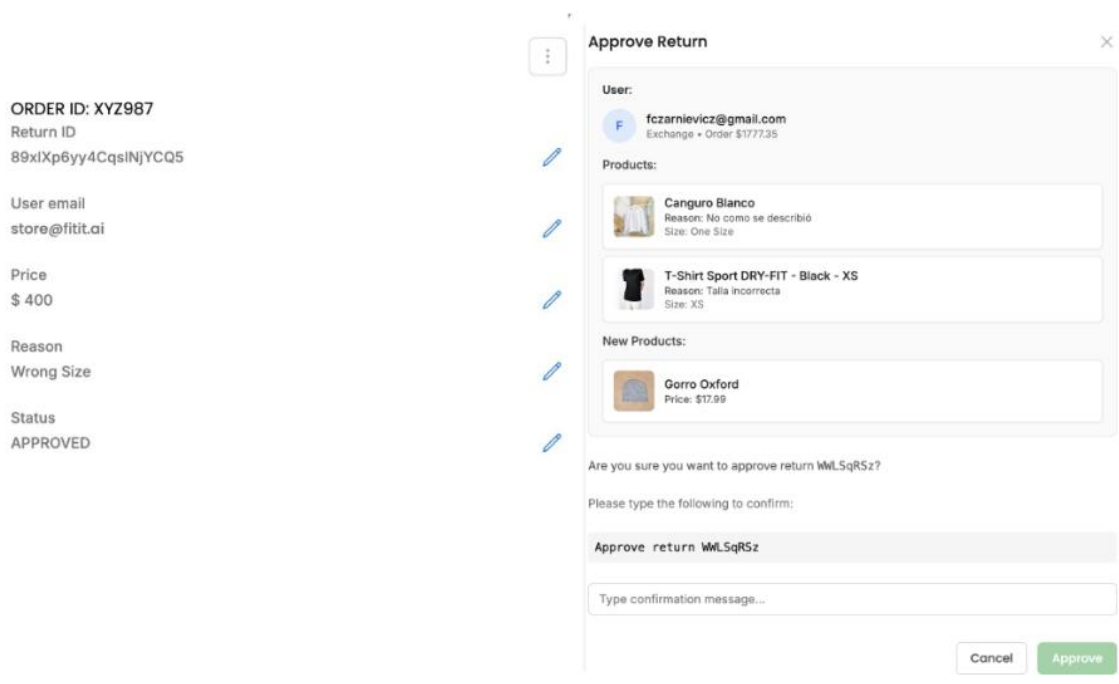 ORDER ID: XYZ987
Return ID
89xlXp6yy4CqslNjYCQ5
User email
store@fitit.ai
Price
$ 400
Reason
Wrong Size
Status
APPROVED
Approve Return
User:
F
fczarnievicz@gmail.com
Exchange • Order $1777.35
Products:
Canguro Blanco
Reason: No como se describió
Size: One Size
T-Shirt Sport DRY-FIT - Black - XS
Reason: Talla incorrecta
Size: XS
New Products:
Gorro Oxford
Price: $17.99
Are you sure you want to approve return WWLSqRSz?
Please type the following to confirm:
Approve return WWLSqRSz
Type confirmation message...
Cancel
Approve